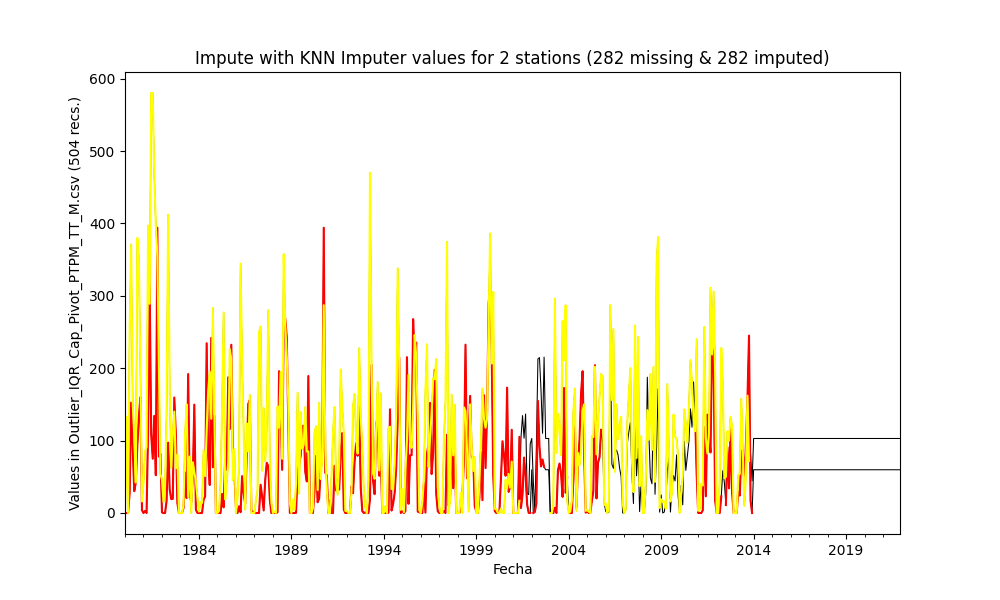 Impute with KNN Imputer values for 2 stations (282 missing & 282 imputed)
Values in Outlier_IQR_Cap_Pivot_PTPM_TT_M.csv (504 recs.)
600
500
400
300
200
100
0
1984 1989 1994 1999 2004 2009 2014 2019
Fecha